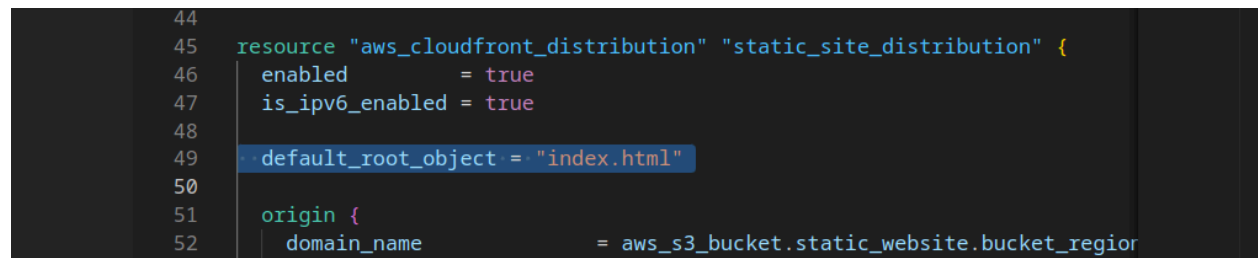 44
45 resource "aws_cloudfront_distribution" "static_site_distribution" {
46 enabled = true
47 is_ipv6_enabled = true
48
49 default_root_object = "index.html"
50
51 origin {
52 domain_name = aws_s3_bucket.static_website.bucket_region